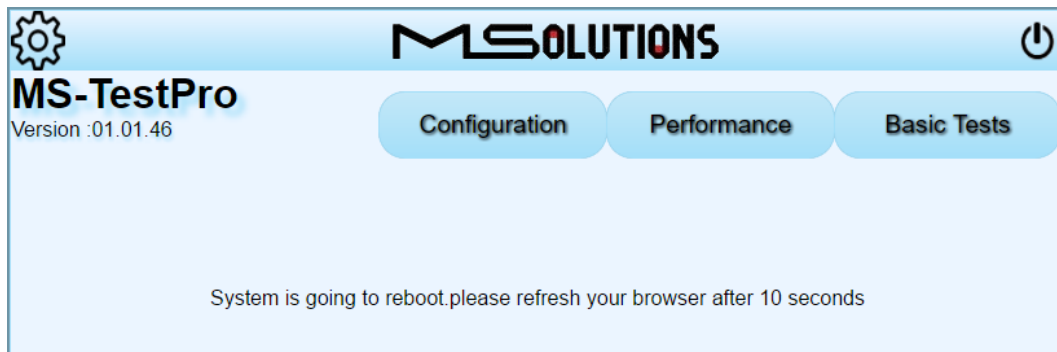 MSOLUTIONS
MS-TestPro
Version :01.01.46
Configuration Performance Basic Tests
System is going to reboot.please refresh your browser after 10 seconds